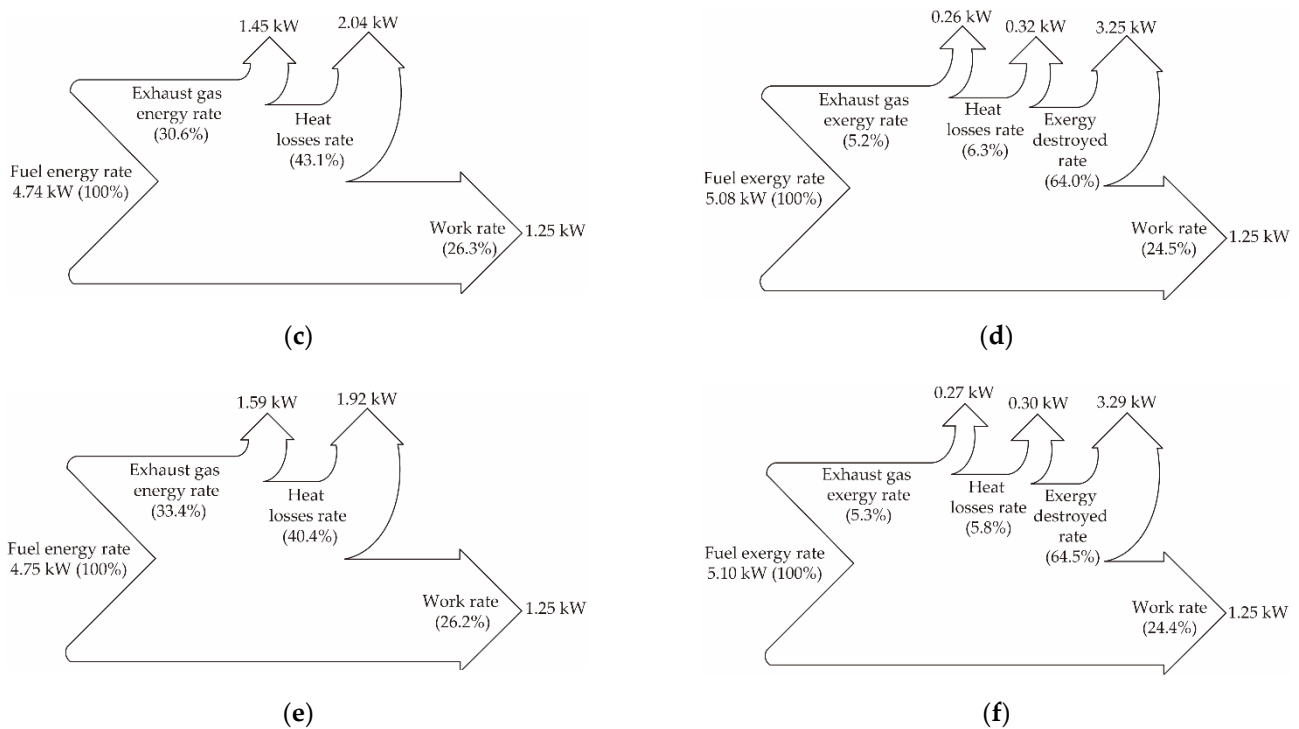 1.45 kW
2.04 kW
Exhaust gas
energy rate
(30.6%)
Heat
losses rate
(43.1%)
Fuel energy rate
4.74 kW (100%)
Work rate
(26.3%)
1.25 kW
(c)
0.26 kW
0.32 kW
3.25 kW
Exhaust gas
exergy rate
(5.2%)
Heat
losses rate
(6.3%)
Exergy
destroyed
rate
(64.0%)
Fuel exergy rate
5.08 kW (100%)
Work rate
(24.5%)
1.25 kW
(d)
1.59 kW
1.92 kW
Exhaust gas
energy rate
(33.4%)
Heat
losses rate
(40.4%)
Fuel energy rate
4.75 kW (100%)
Work rate
(26.2%)
1.25 kW
(e)
0.27 kW
0.30 kW
3.29 kW
Exhaust gas
exergy rate
(5.3%)
Heat
losses rate
(5.8%)
Exergy
destroyed
rate
(64.5%)
Fuel exergy rate
5.10 kW (100%)
Work rate
(24.4%)
1.25 kW
(f)